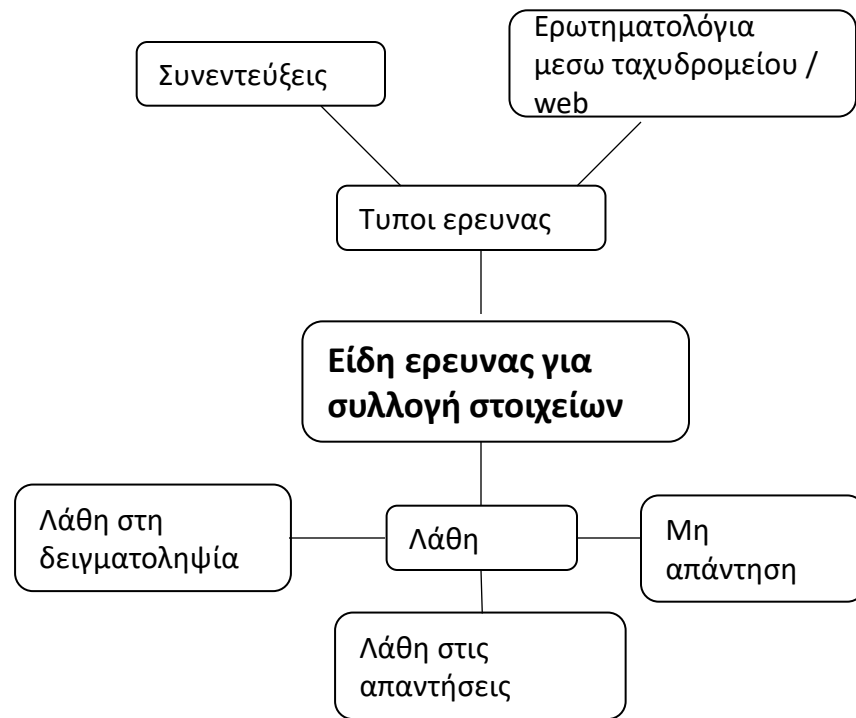 Συνεντεύξεις
Ερωτηματολόγια
μεσω ταχυδρομείου /
web
Τυποι ερευνας
Είδη ερευνας για
συλλογή στοιχείων
Λάθη στη
δειγματοληψία
Λάθη
Μη
απάντηση
Λάθη στις
απαντήσεις